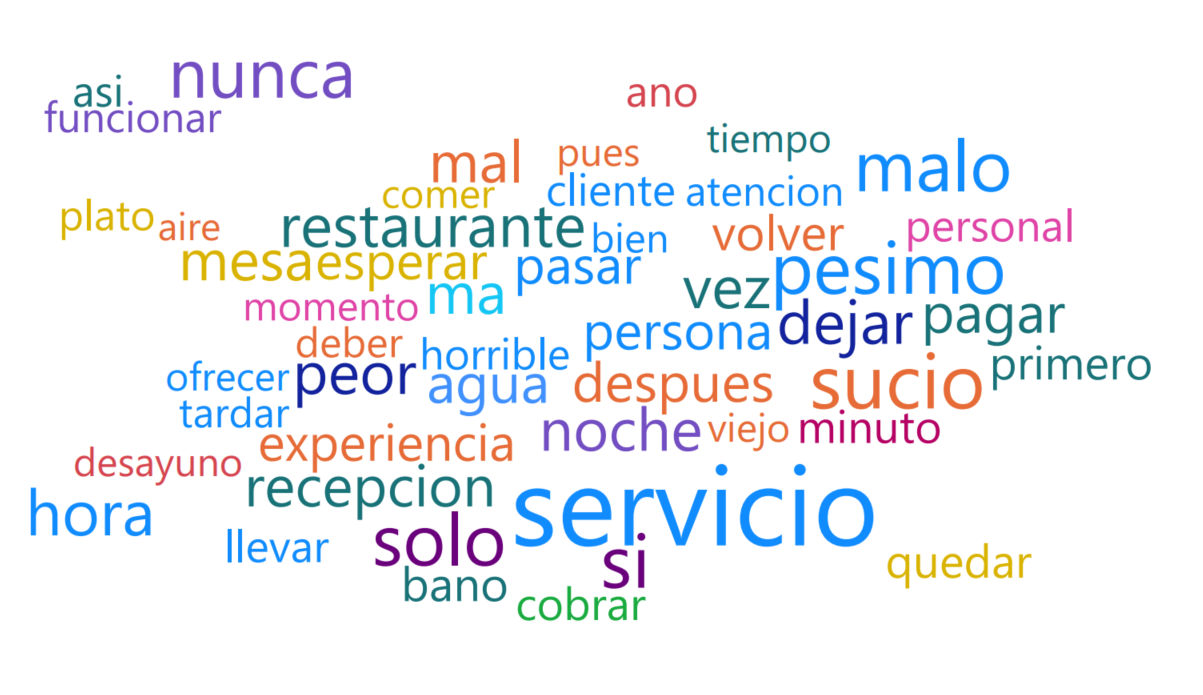 nunca
asi
ano
funcionar
tiempo
mal
pues
malo
comer
cliente
atencion
plato
aire
restaurante
bien
volver
personal
mesa
esperar
pasar
vez
pesimo
momento
ma
persona
dejar
pagar
deber
horrible
primero
ofrecer
peor
agua
despues
sucio
tardar
experiencia
noche
viejo
minuto
desayuno
recepcion
servicio
hora
llevar
solo
si
quedar
bano
cobrar